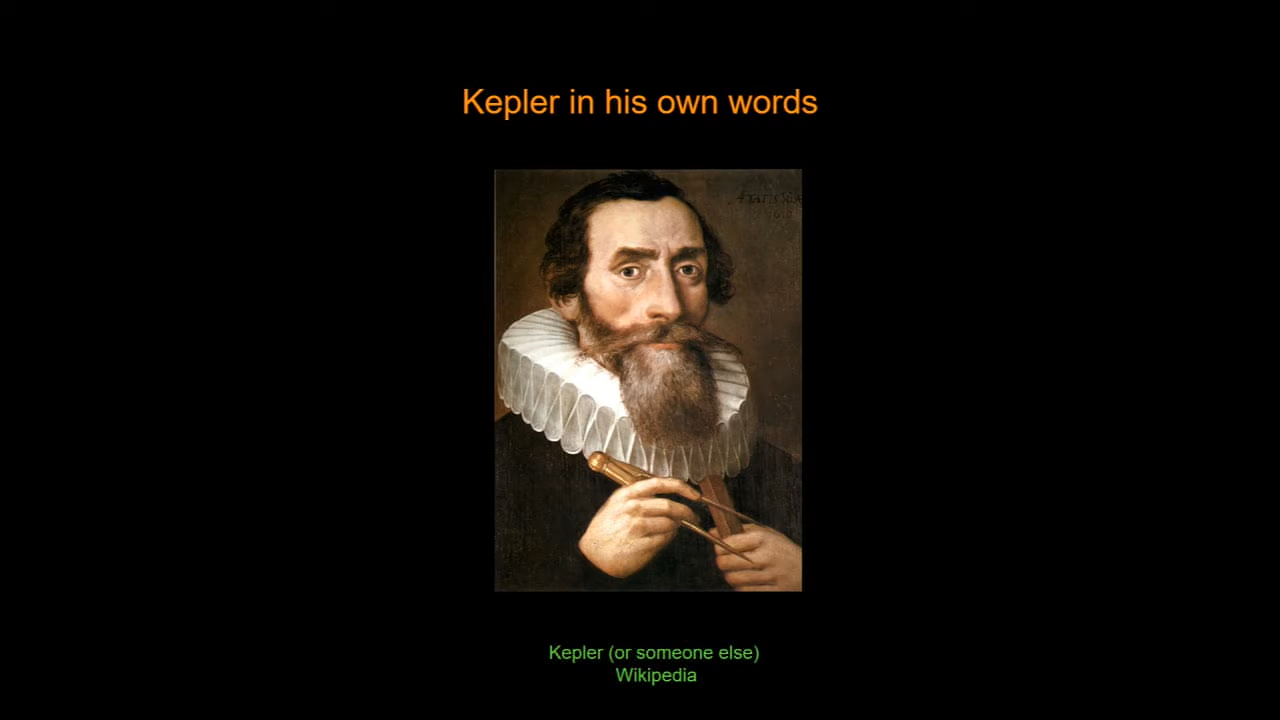 Kepler in his own words
Kepler (or someone else)
Wikipedia